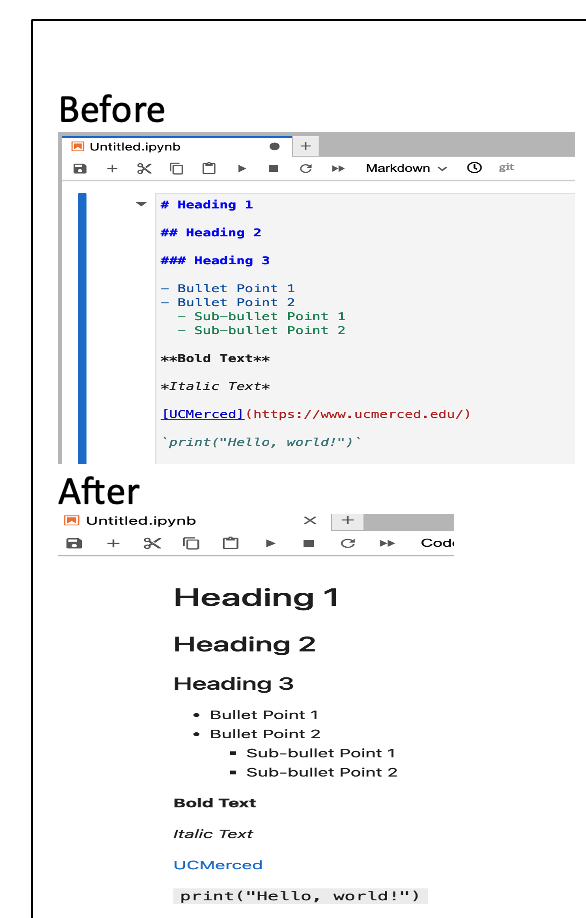 Before
Untitled.ipynb
+
Markdown
git
# Heading 1
## Heading 2
### Heading 3
– Bullet Point 1
– Bullet Point 2
– Sub–bullet Point 1
– Sub–bullet Point 2
**Bold Text**
*Italic Text*
[UCMerced](https://www.ucmerced.edu/)
`print("Hello, world!")`
After
Untitled.ipynb
+
Code
Heading 1
Heading 2
Heading 3
• Bullet Point 1
• Bullet Point 2
▪ Sub-bullet Point 1
▪ Sub-bullet Point 2
Bold Text
Italic Text
UCMerced
print("Hello, world!")